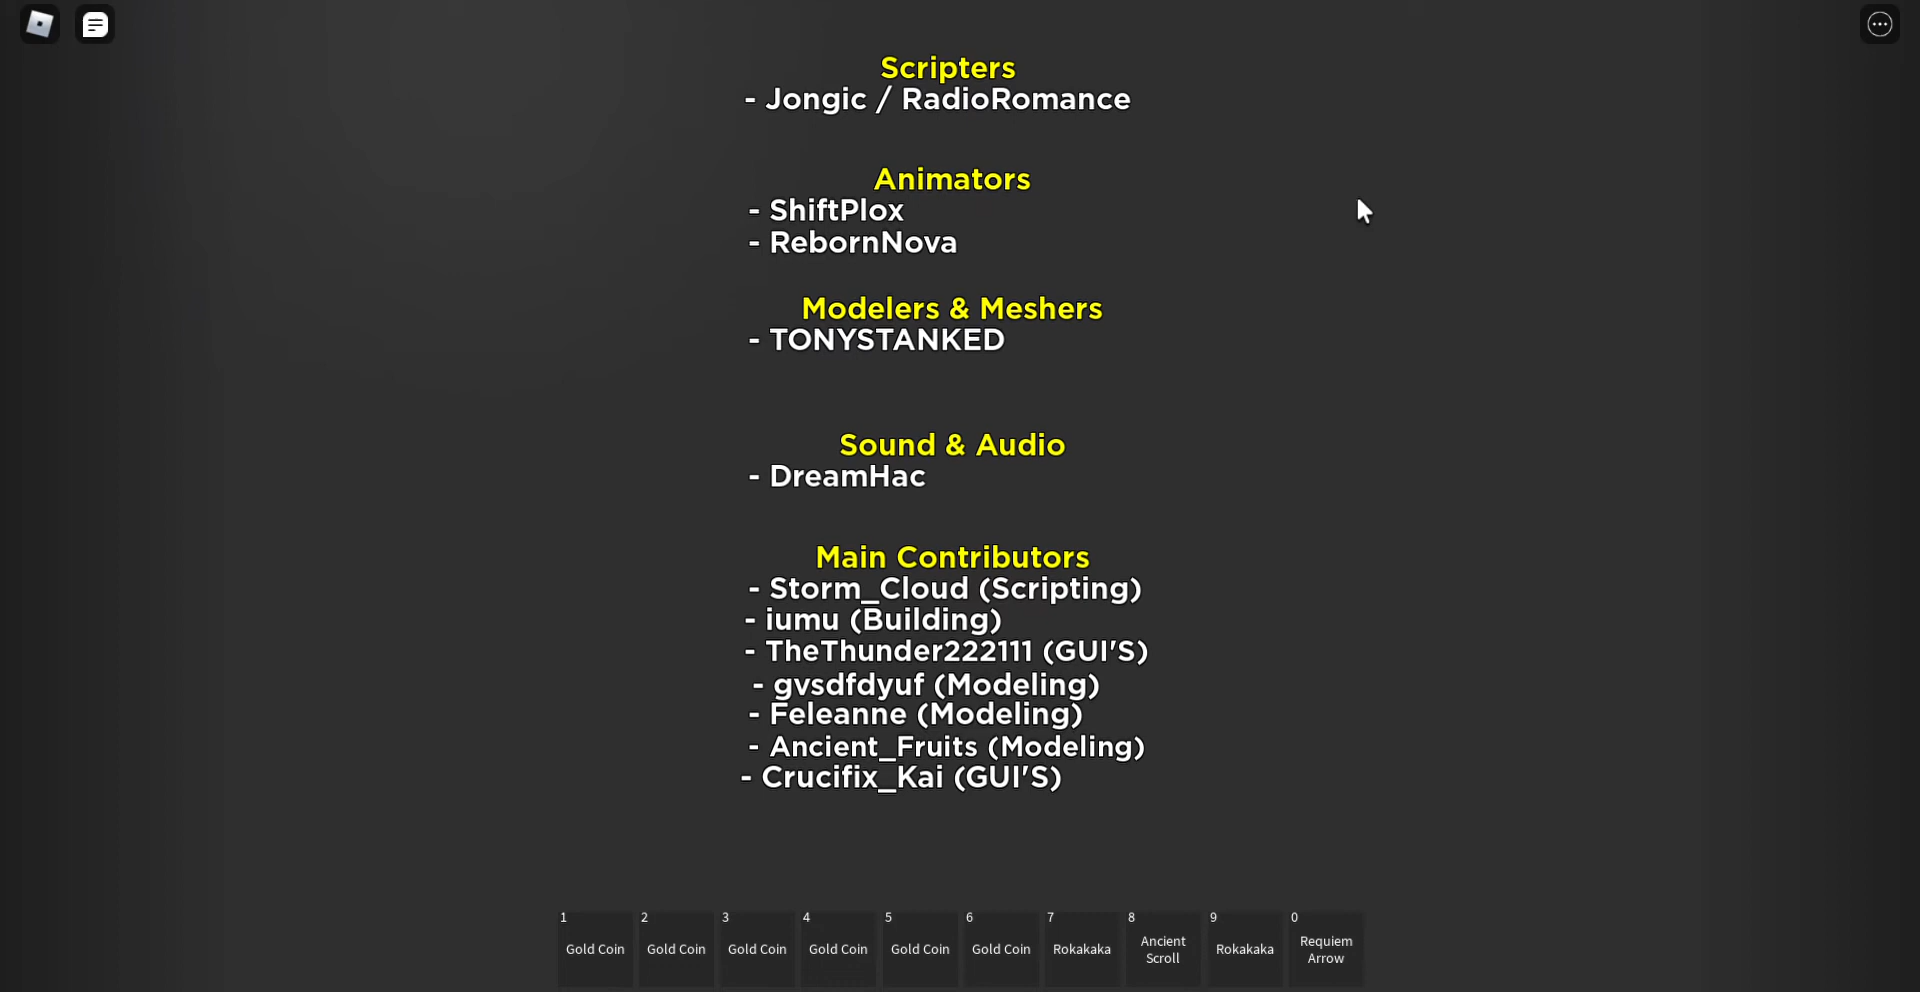 Scripters
- Jongic / RadioRomance
Animators
- ShiftPlox
- RebornNova
Modelers & Meshers
- TONYSTANKED
Sound & Audio
- DreamHac
Main Contributors
- Storm_Cloud (Scripting)
- iumu (Building)
- TheThunder222111 (GUI'S)
- gvsdfdyuf (Modeling)
- Feleanne (Modeling)
- Ancient_Fruits (Modeling)
- Crucifix_Kai (GUI'S)
1 2 3 4 5 6 7 8 9 0
Gold Coin Gold Coin Gold Coin Gold Coin Gold Coin Gold Coin Rokakaka Ancient Scroll Rokakaka Requiem Arrow